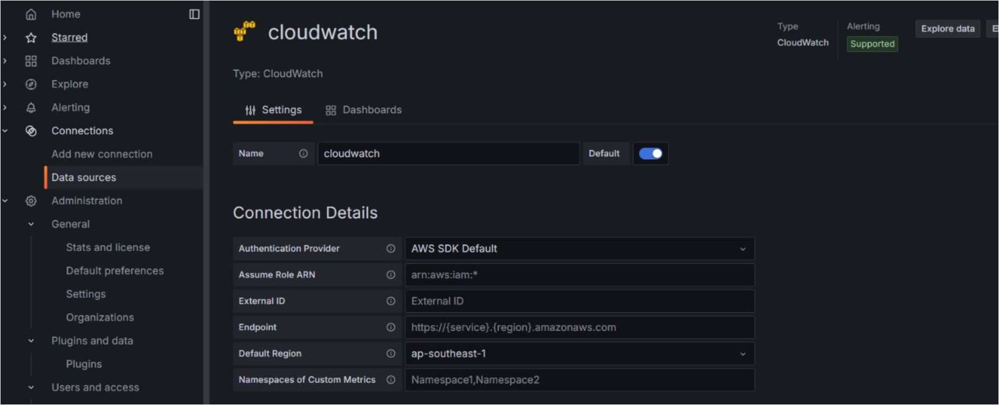 Home
Starred
Dashboards
Explore
Alerting
Connections
Add new connection
Data sources
Administration
General
Stats and license
Default preferences
Settings
Organizations
Plugins and data
Plugins
Users and access
cloudwatch
Type
CloudWatch
Alerting
Supported
Explore data
Type: CloudWatch
Settings
Dashboards
Name
cloudwatch
Default
Connection Details
Authentication Provider
AWS SDK Default
Assume Role ARN
arn:aws:iam:*
External ID
External ID
Endpoint
https://{service}.{region}.amazonaws.com
Default Region
ap-southeast-1
Namespaces of Custom Metrics
Namespace1,Namespace2